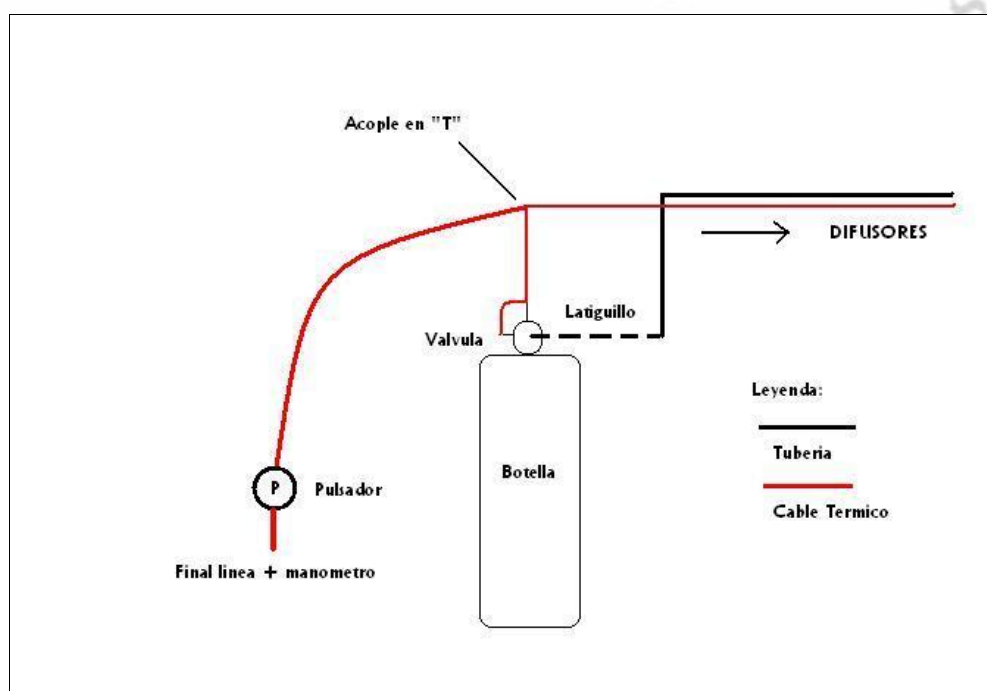 Acople en "T"
DIFUSORES
Latiguillo
Valvula
Leyenda:
Tuberia
Botella
P
Pulsador
Cable Termico
Final linea + manometro